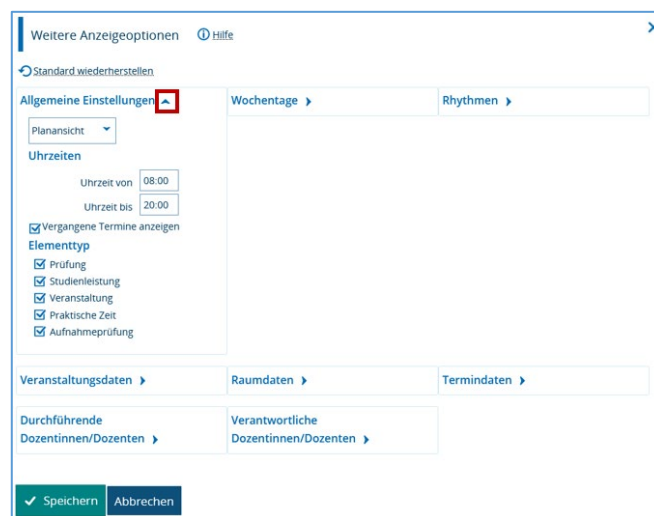 Weitere Anzeigeoptionen Hilfe
Standard wiederherstellen
Allgemeine Einstellungen Wochentage Rhythmen
Planansicht
Uhrzeiten
Uhrzeit von 08:00
Uhrzeit bis 20:00
Vergangene Termine anzeigen
Elementtyp
Prüfung
Studienleistung
Veranstaltung
Praktische Zeit
Aufnahmeprüfung
Veranstaltungsdaten Raumdaten Termindaten
Durchführende
Dozentinnen/Dozenten
Verantwortliche
Dozentinnen/Dozenten
Speichern Abbrechen